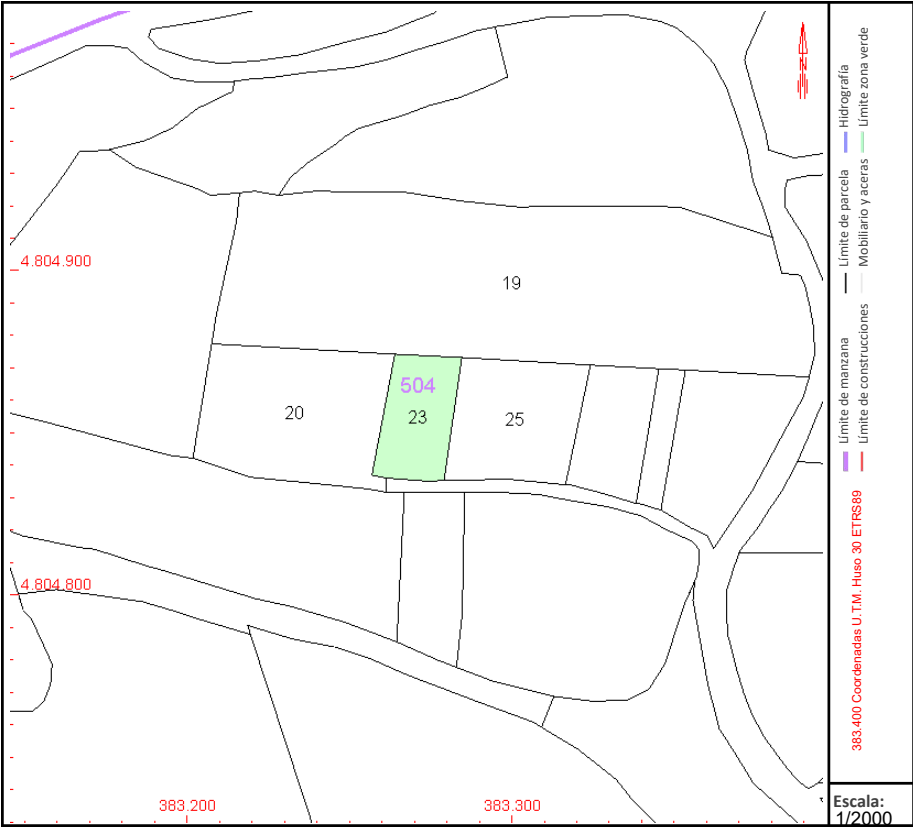 4.804.900
19
504
20
23
25
4.804.800
383.200
383.300
N
Límite de manzana
Límite de parcela
Hidrografía
Límite de construcciones
Mobiliario y aceras
Límite zona verde
383.400 Coordenadas U.T.M. Huso 30 ETRS89
Escala:
1/2000